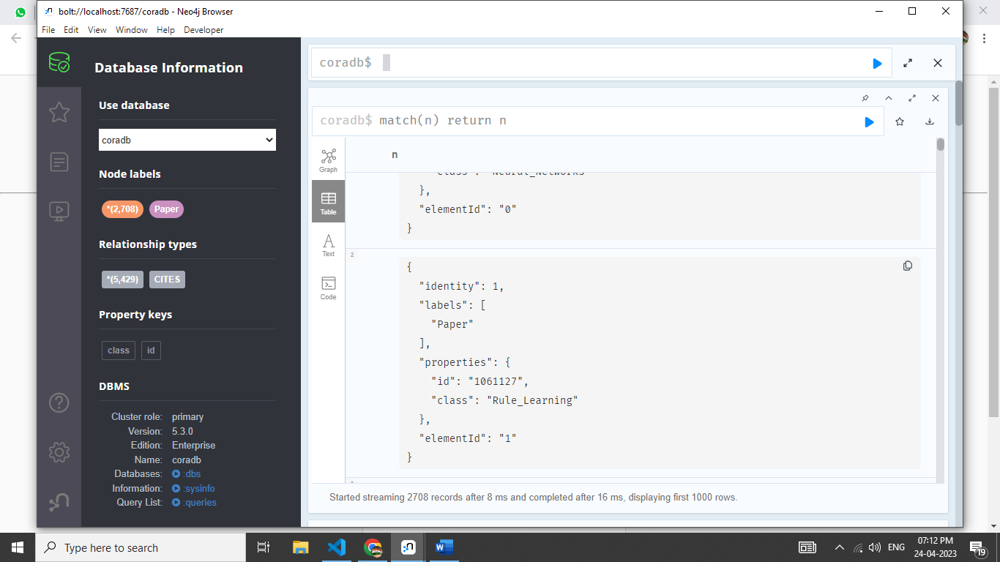 bolt://localhost:7687/coradb - Neo4j Browser
File Edit View Window Help Developer
Database Information
Use database
coradb
Node labels
*(2,708) Paper
Relationship types
*(5,429) CITES
Property keys
class id
DBMS
Cluster role: primary
Version: 5.3.0
Edition: Enterprise
Name: coradb
Databases: :dbs
Information: :sysinfo
Query List: :queries
coradb$
coradb$ match(n) return n
Graph
Table
Text
Code
n
"class": "Neural_Networks"
},
"elementId": "0"
}
2
{
"identity": 1,
"labels": [
"Paper"
],
"properties": {
"id": "1061127",
"class": "Rule_Learning"
},
"elementId": "1"
}
Started streaming 2708 records after 8 ms and completed after 16 ms, displaying first 1000 rows.
Type here to search
ENG
07:12 PM
24-04-2023
19